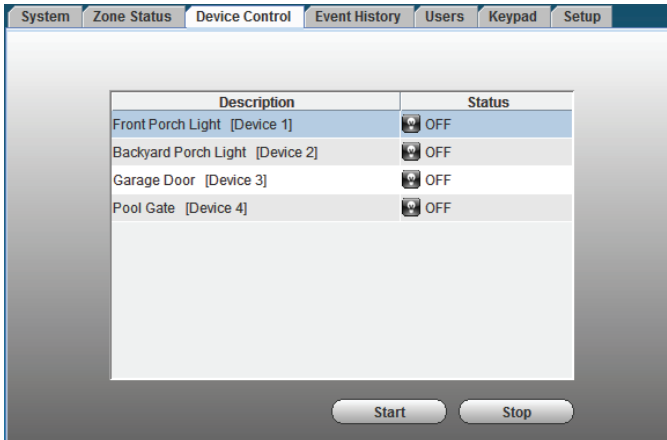 System Zone Status Device Control Event History Users Keypad Setup
Description Status
Front Porch Light [Device 1] OFF
Backyard Porch Light [Device 2] OFF
Garage Door [Device 3] OFF
Pool Gate [Device 4] OFF
Start Stop